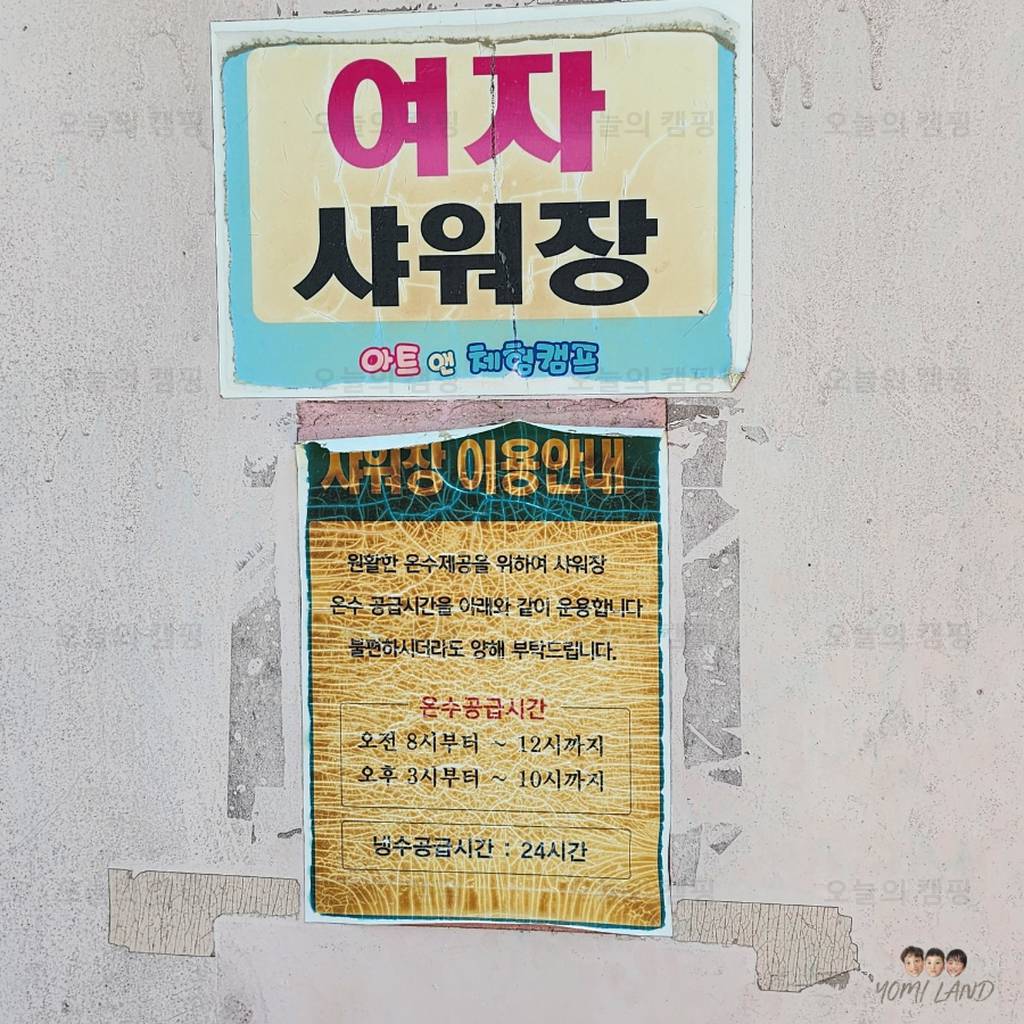 여자
샤워장
아트 앤 체험캠프
샤워장 이용안내
원활한 온수제공을 위하여 샤워장
온수 공급시간을 아래와 같이 운용합니다
불편하시더라도 양해 부탁드립니다.
온수공급시간
오전 8시부터 ~ 12시까지
오후 3시부터 ~ 10시까지
냉수공급시간 : 24시간
오늘의 캠핑
YOMI LAND